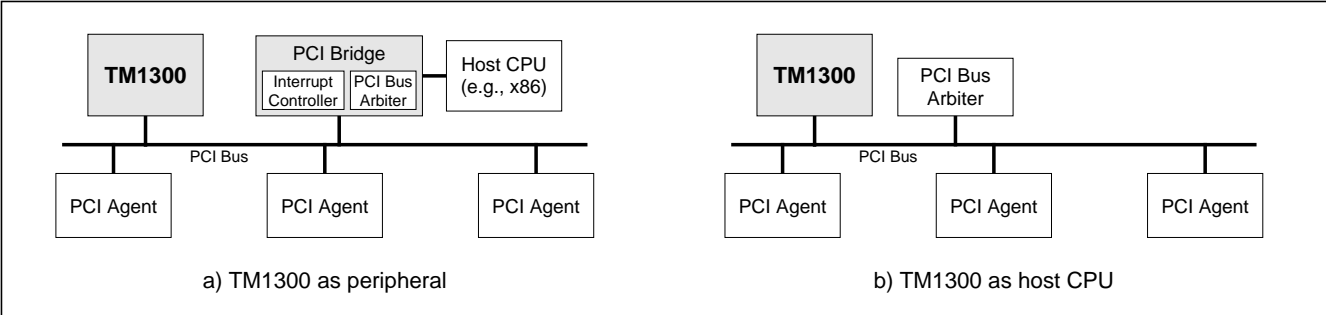 TM1300
PCI Bridge
Interrupt
Controller
PCI Bus
Arbiter
Host CPU
(e.g., x86)
PCI Bus
PCI Agent
PCI Agent
PCI Agent
a) TM1300 as peripheral
TM1300
PCI Bus
Arbiter
PCI Bus
PCI Agent
PCI Agent
PCI Agent
b) TM1300 as host CPU